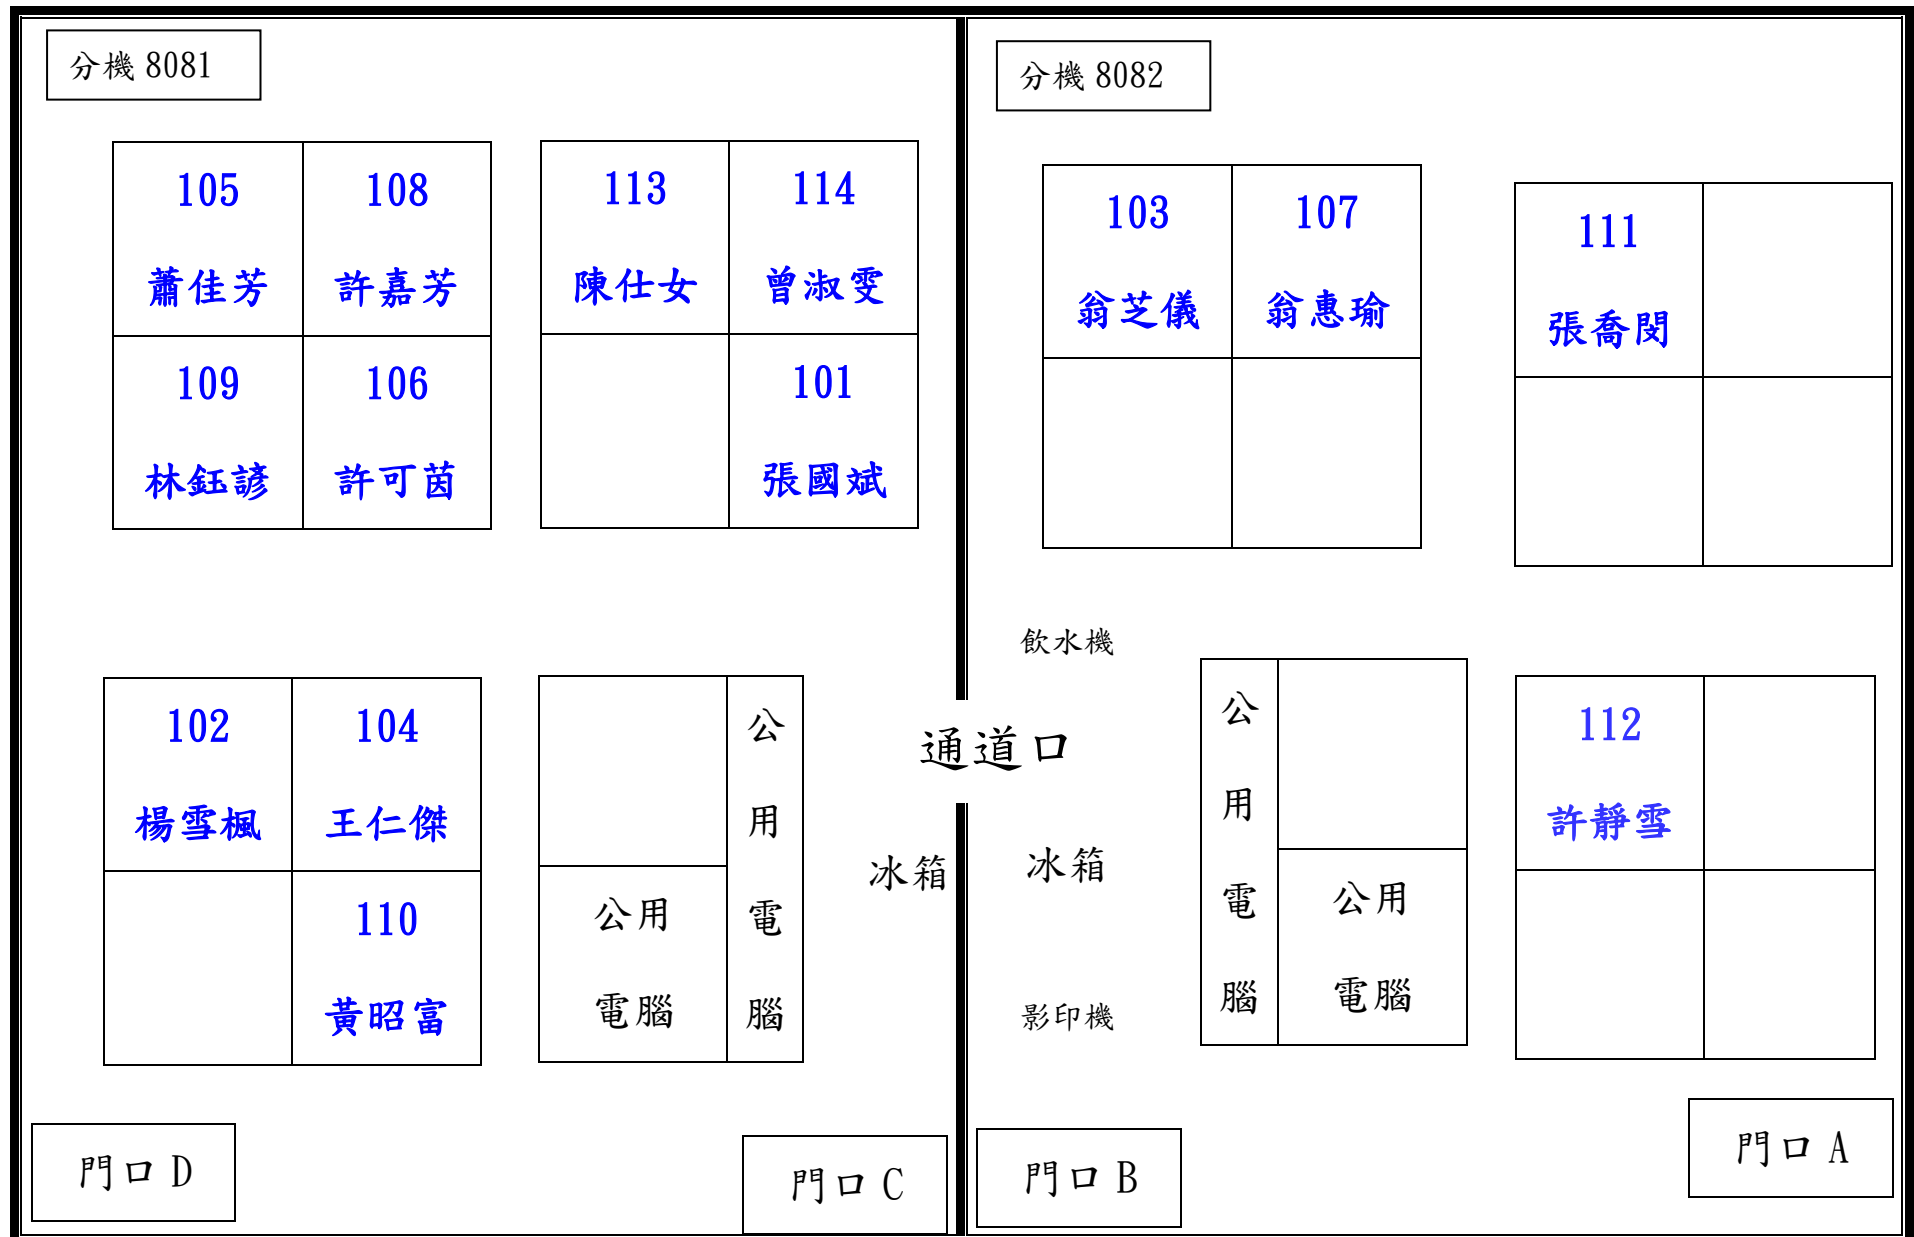 分機 8081
105
蕭佳芳
108
許嘉芳
109
林鈺諺
106
許可茵
113
陳仕女
114
曾淑雯
101
張國斌
102
楊雪楓
104
王仁傑
110
黃昭富
公
用
電
腦
公用
電腦
冰箱
門口 D
門口 C
通道口
分機 8082
103
翁芝儀
107
翁惠瑜
111
張喬閔
飲水機
冰箱
影印機
公
用
電
腦
公用
電腦
112
許靜雪
門口 B
門口 A